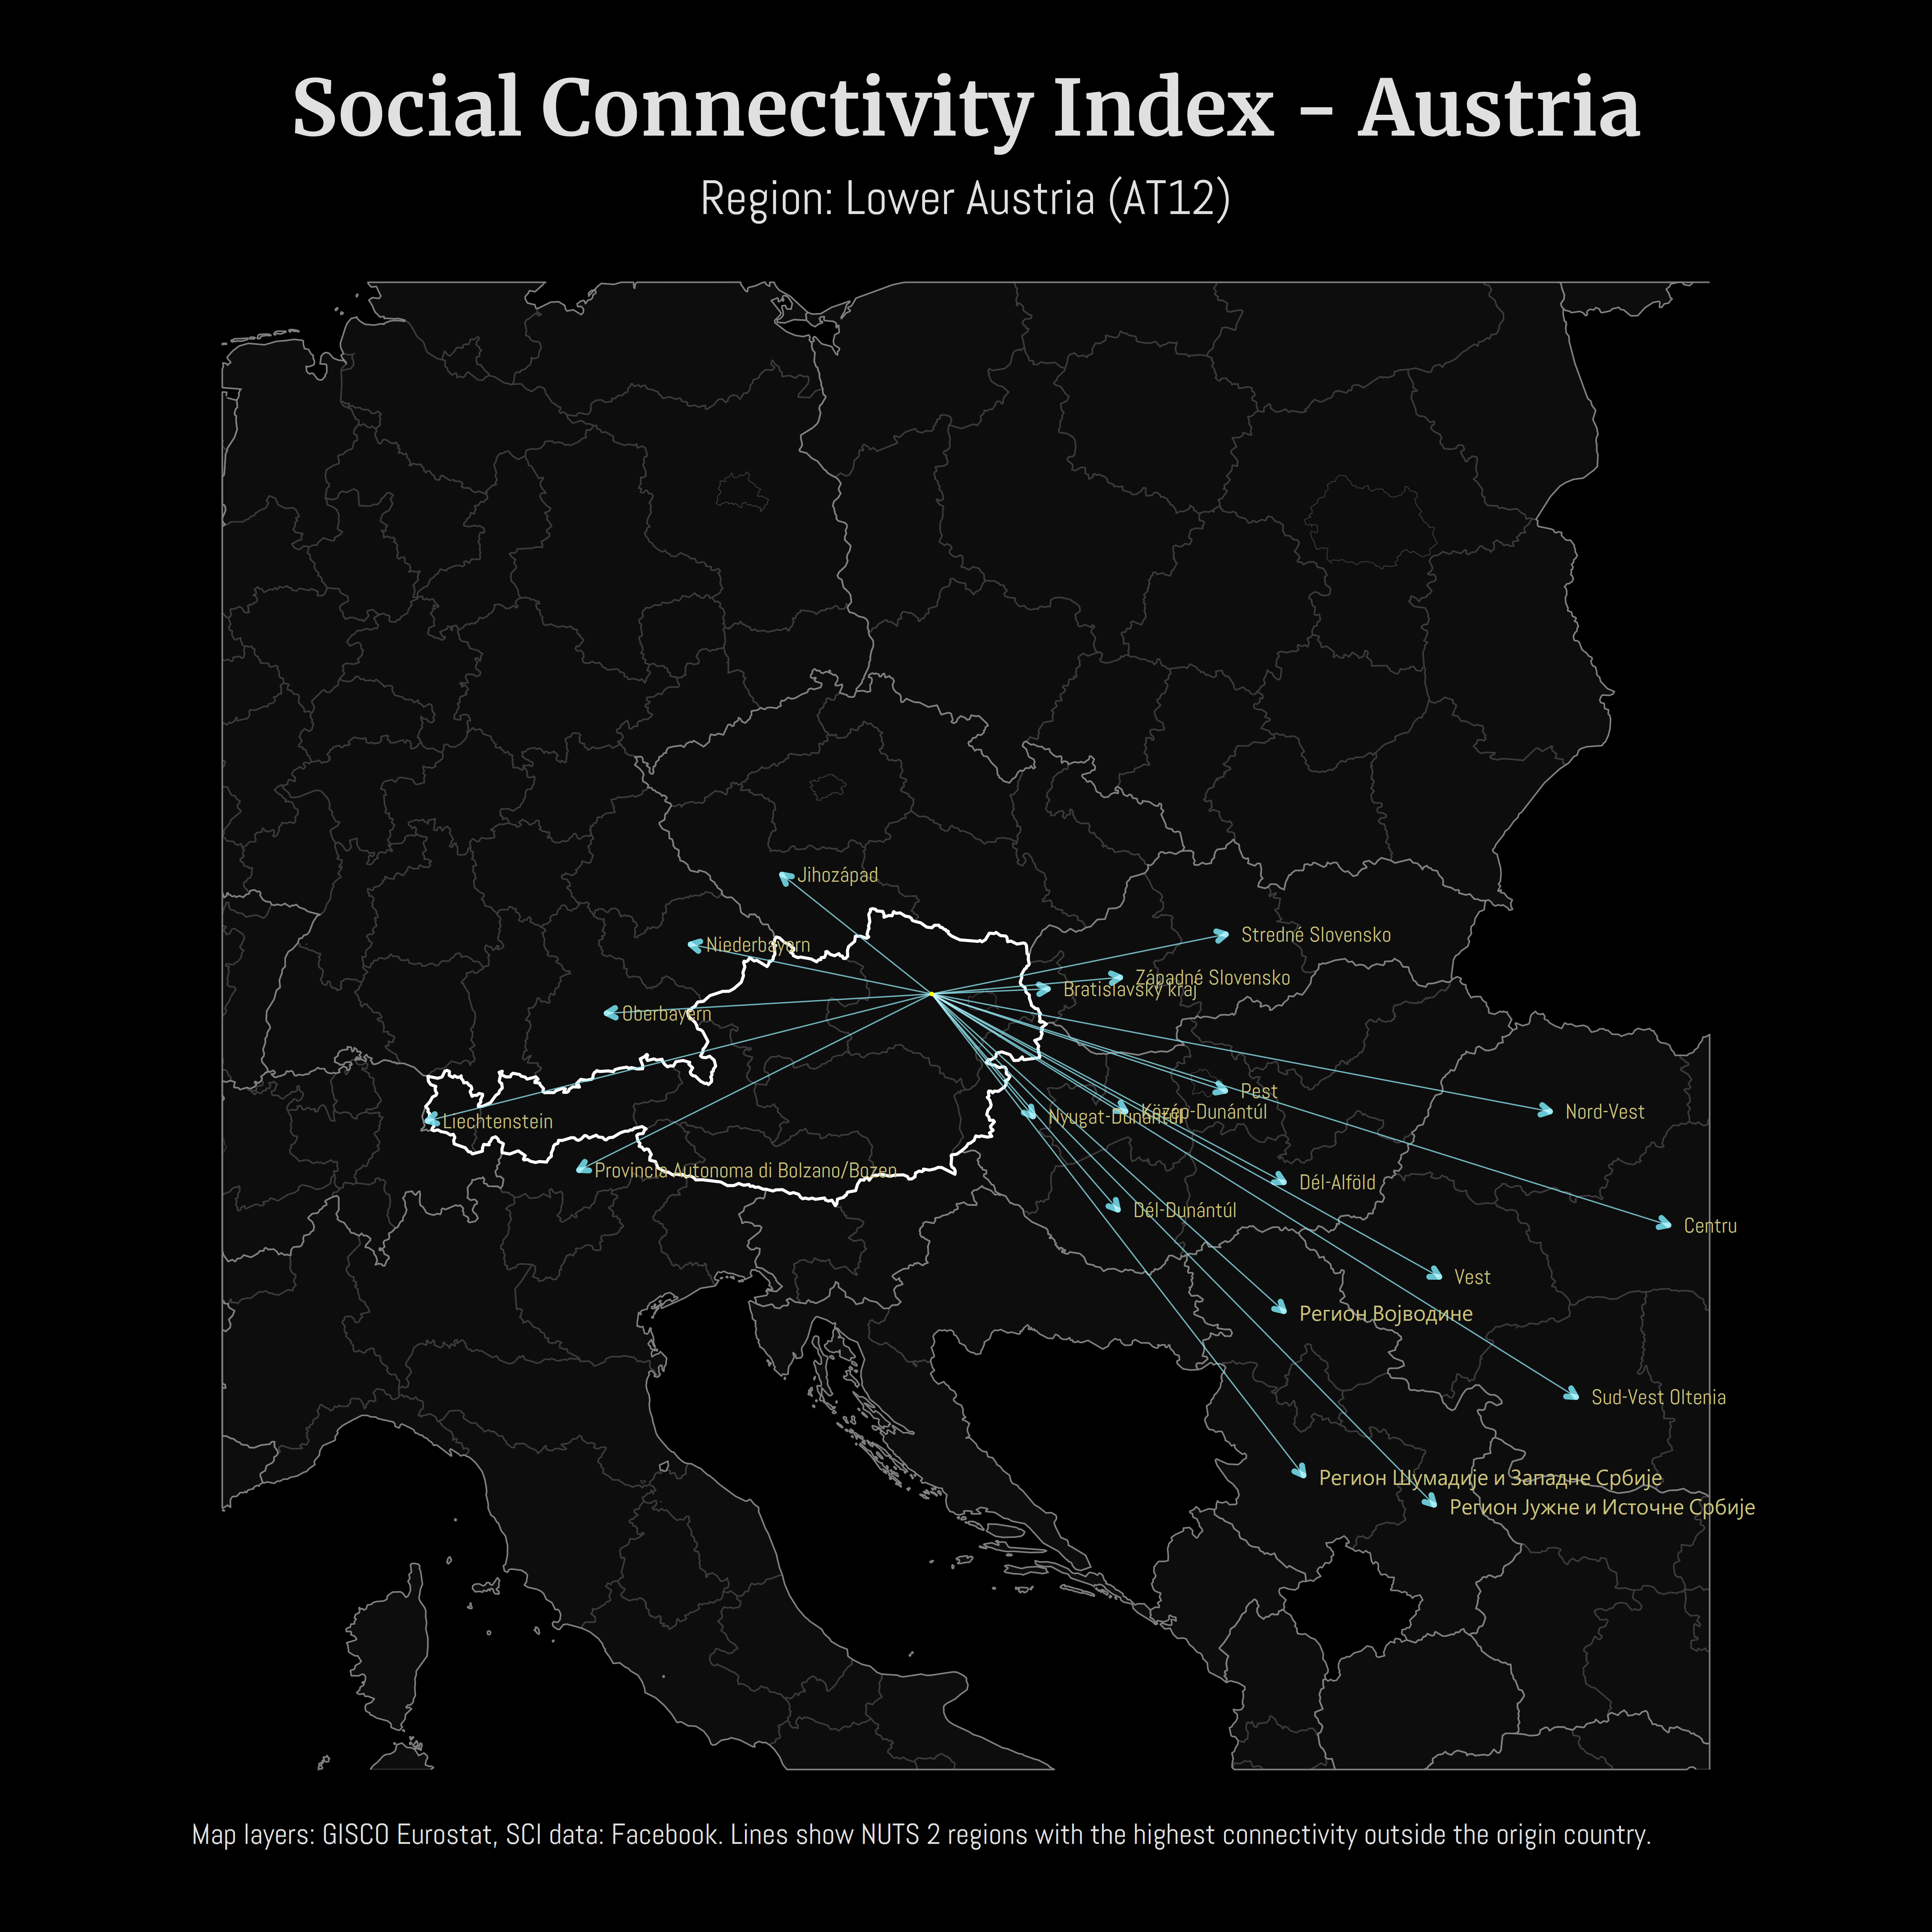 Social Connectivity Index - Austria
Region: Lower Austria (AT12)
Jihozápad
Stredné Slovensko
Niederbayern
Západné Slovensko
Bratislavský kraj
Oberbayern
Pest
Közép-Dunántúl
Nord-Vest
Nyugat-Dunántúl
Liechtenstein
Provincia Autonoma di Bolzano/Bozen
Dél-Alföld
Dél-Dunántúl
Centru
Vest
Регион Војводине
Sud-Vest Oltenia
Регион Шумадије и Западне Србије
Регион Јужне и Источне Србије
Map layers: GISCO Eurostat, SCI data: Facebook. Lines show NUTS 2 regions with the highest connectivity outside the origin country.